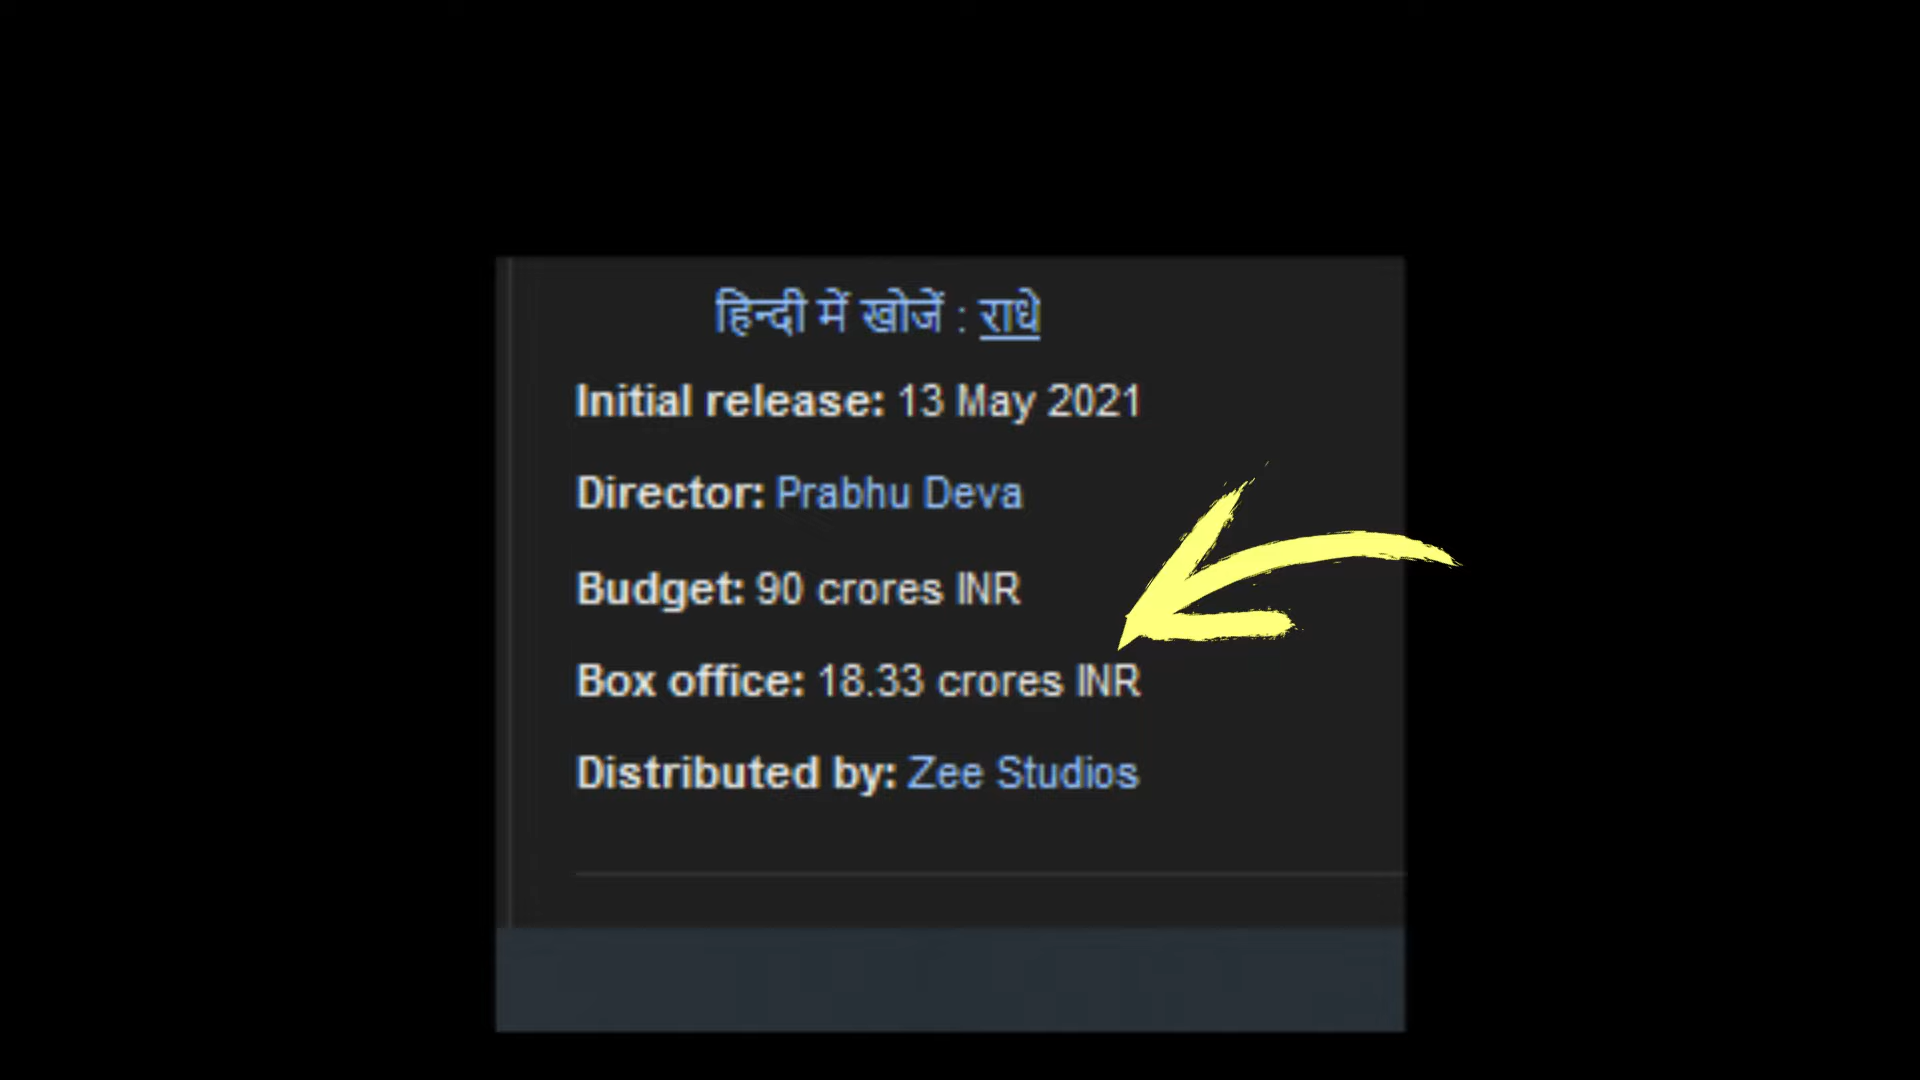 हिन्दी में खोजें : राधे
Initial release: 13 May 2021
Director: Prabhu Deva
Budget: 90 crores INR
Box office: 18.33 crores INR
Distributed by: Zee Studios